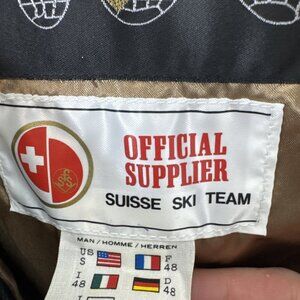 OFFICIAL
SUPPLIER
SUISSE SKI TEAM
MAN / HOMME / HERREN
US S F 48
I 48 D 48